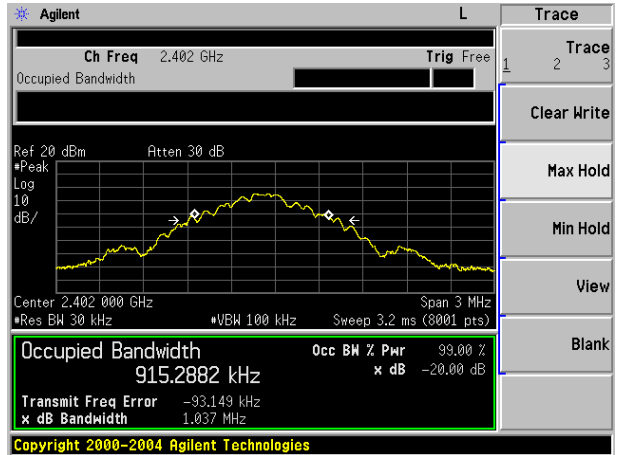 Agilent L Trace
Ch Freq 2.402 GHz Trig Free
Occupied Bandwidth
Trace
1 2 3
Clear Write
Max Hold
Min Hold
View
Blank
Ref 20 dBm Atten 30 dB
#Peak
Log
10
dB/
Center 2.402 000 GHz Span 3 MHz
#Res BW 30 kHz #VBW 100 kHz Sweep 3.2 ms (8001 pts)
Occupied Bandwidth Occ BW % Pwr 99.00 %
915.2882 kHz x dB -20.00 dB
Transmit Freq Error -93.149 kHz
x dB Bandwidth 1.037 MHz
Copyright 2000-2004 Agilent Technologies